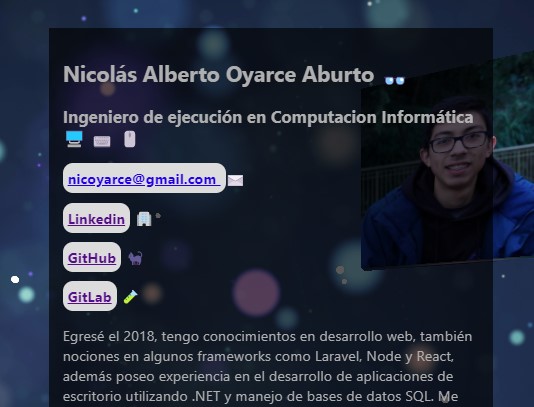 Nicolás Alberto Oyarce Aburto
Ingeniero de ejecución en Computacion Informática
nicoyarce@gmail.com
Linkedin
GitHub
GitLab
Egresé el 2018, tengo conocimientos en desarrollo web, también
nociones en algunos frameworks como Laravel, Node y React,
además poseo experiencia en el desarrollo de aplicaciones de
escritorio utilizando .NET y manejo de bases de datos SQL. Me